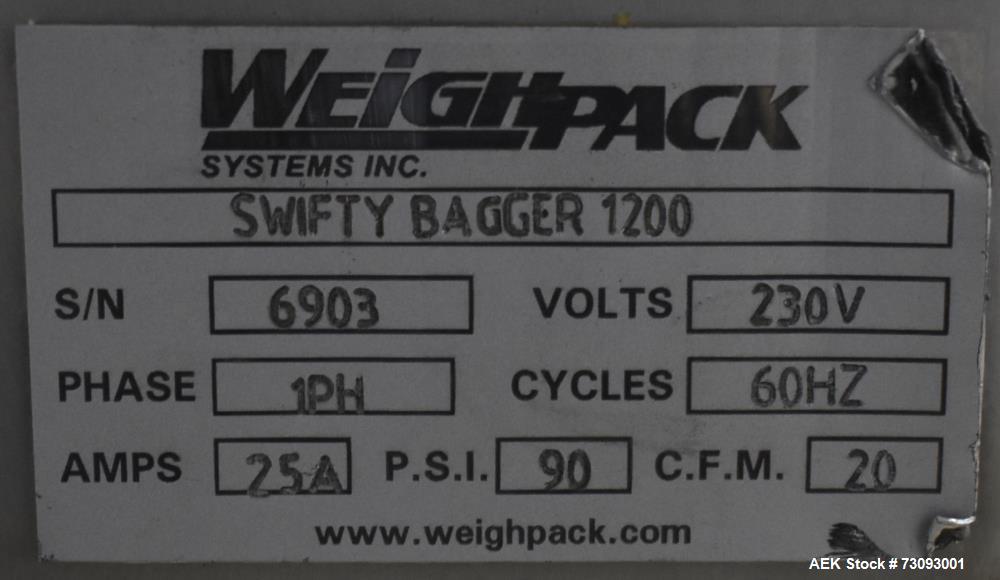 WEIGHPACK
SYSTEMS INC.
SWIFTY BAGGER 1200
S/N 6903 VOLTS 230V
PHASE 1PH CYCLES 60HZ
AMPS 25A P.S.I. 90 C.F.M. 20
www.weighpack.com
AEK Stock # 73093001